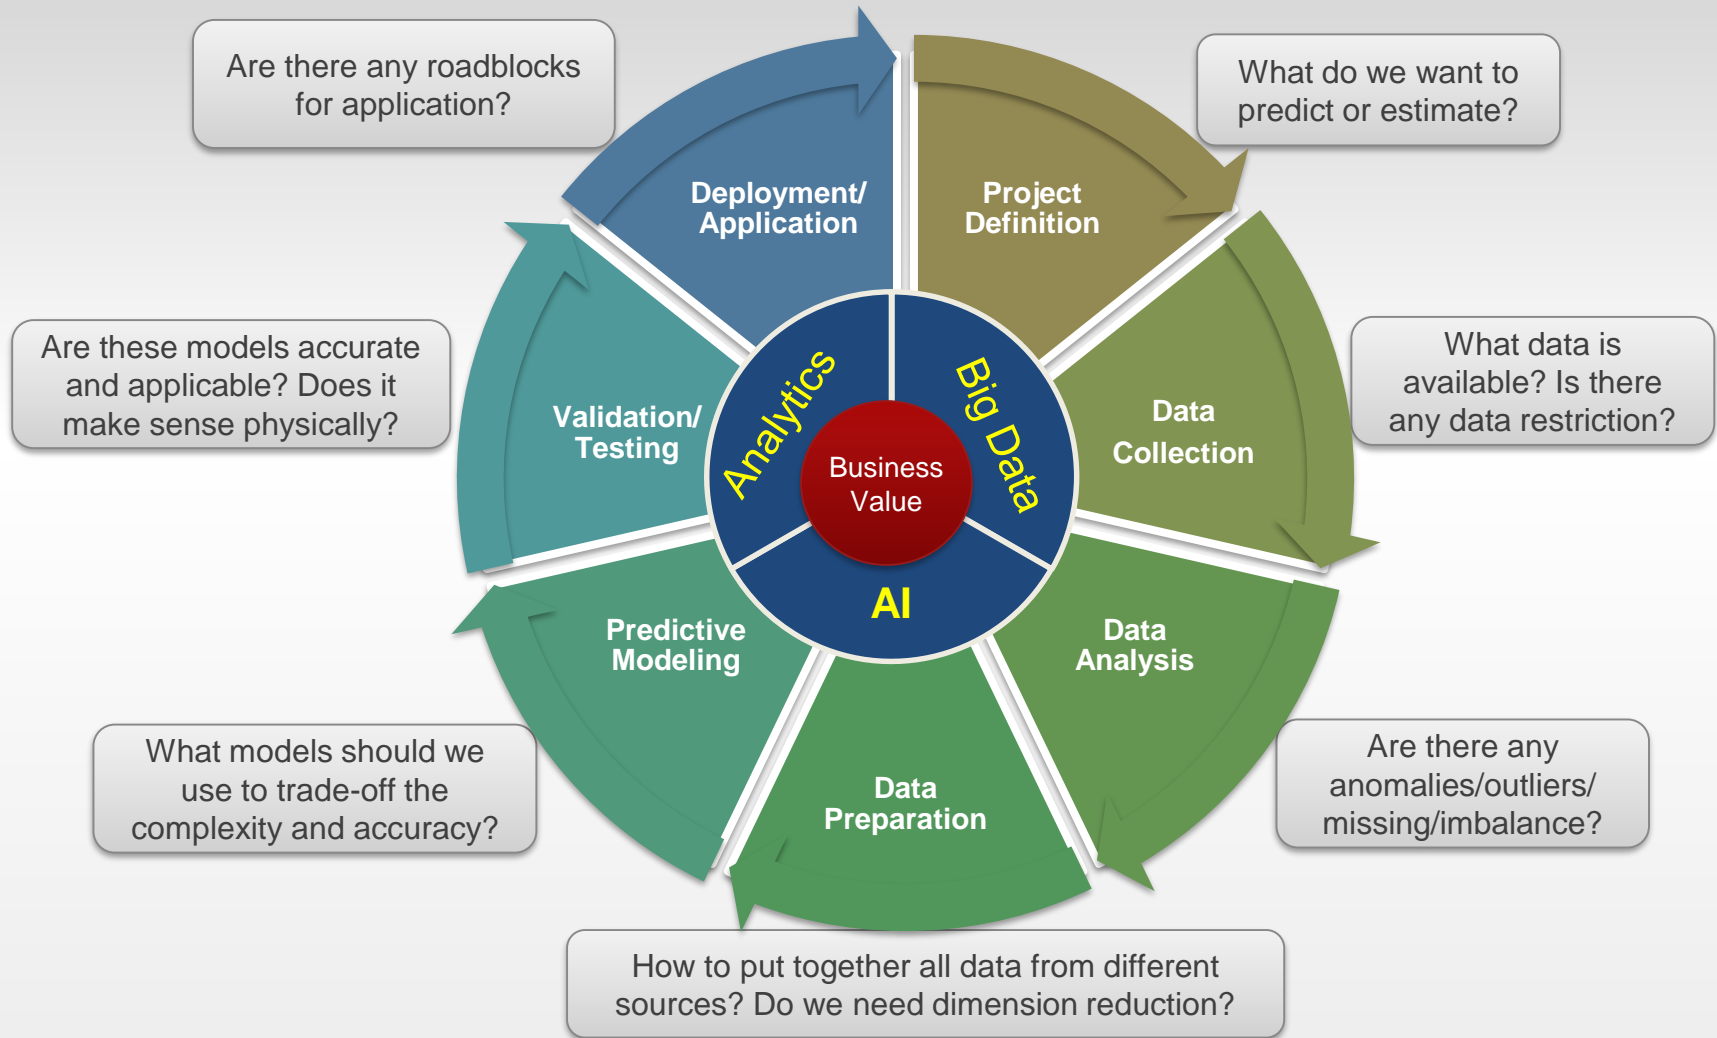 Are there any roadblocks
for application?
What do we want to
predict or estimate?
Deployment/
Application
Project
Definition
Are these models accurate
and applicable? Does it
make sense physically?
What data is
available? Is there
any data restriction?
Validation/
Testing
Analytics
Big Data
Data
Collection
Business
Value
AI
Predictive
Modeling
Data
Analysis
What models should we
use to trade-off the
complexity and accuracy?
Data
Preparation
Are there any
anomalies/outliers/
missing/imbalance?
How to put together all data from different
sources? Do we need dimension reduction?